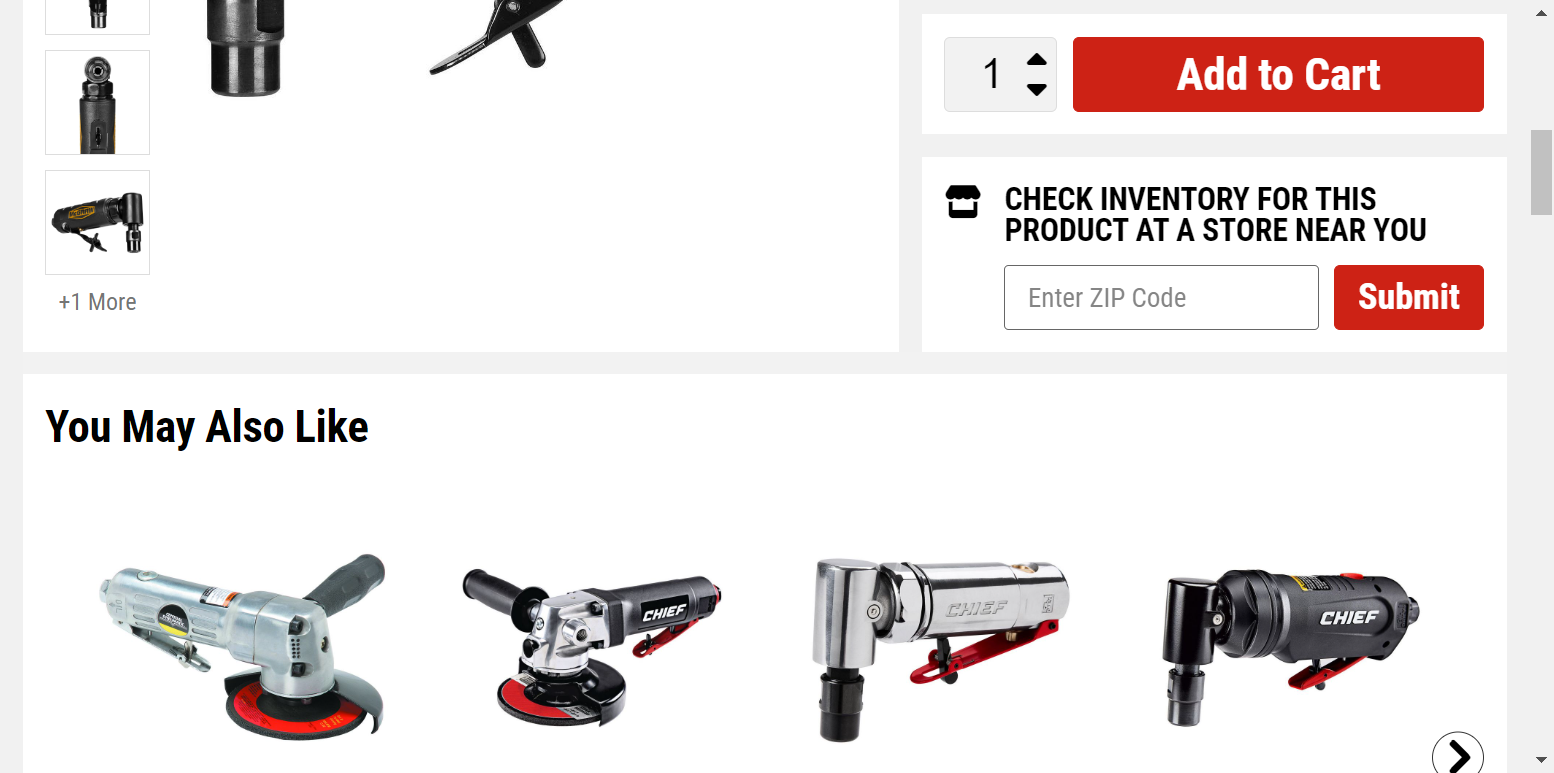 1
Add to Cart
CHECK INVENTORY FOR THIS
PRODUCT AT A STORE NEAR YOU
Enter ZIP Code
Submit
+1 More
You May Also Like
CHIEF
CHIEF
CHIEF